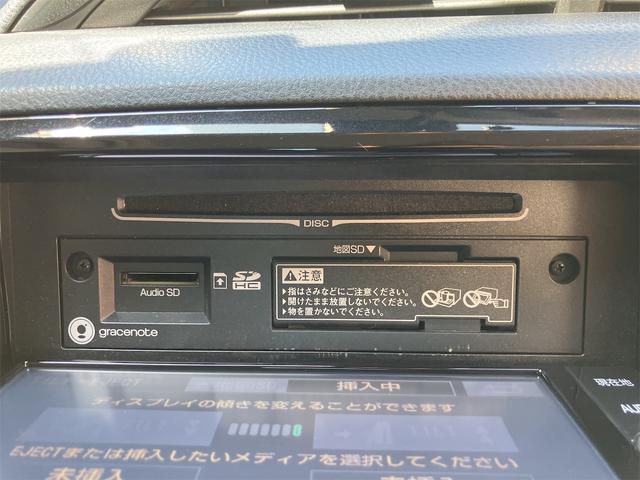 DISC
地図SD▼
Audio SD
SD HC
gracenote
注意
▶指はさみなどにご注意ください。
▶開けたまま放置しないでください。
▶物を置かないでください。
挿入中
現在地
ディスプレイの傾きを変えることができます
EJECTまたは挿入したいメディアを選択してください
未挿入